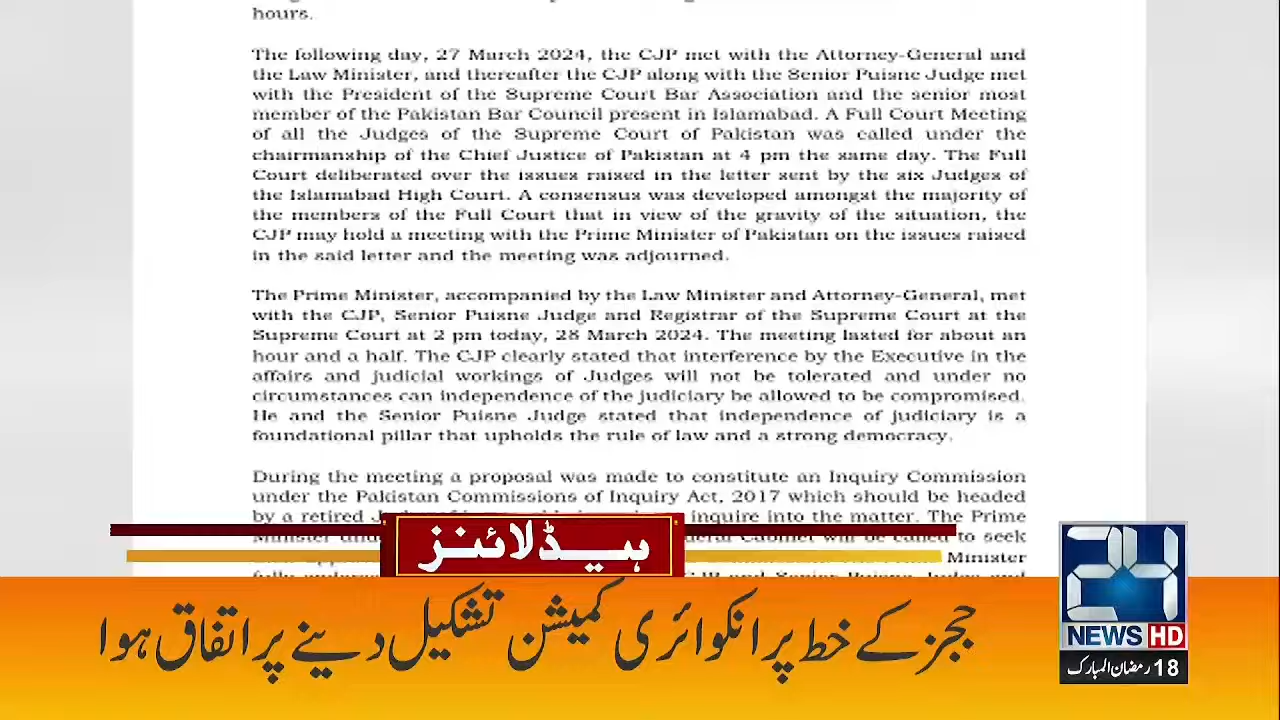 hours.
The following day, 27 March 2024, the CJP met with the Attorney-General and
the Law Minister, and thereafter the CJP along with the Senior Puisne Judge met
with the President of the Supreme Court Bar Association and the senior most
member of the Pakistan Bar Council present in Islamabad. A Full Court Meeting
of all the Judges of the Supreme Court of Pakistan was called under the
chairmanship of the Chief Justice of Pakistan at 4 pm the same day. The Full
Court deliberated over the issues raised in the letter sent by the six Judges of
the Islamabad High Court. A consensus was developed amongst the majority of
the members of the Full Court that in view of the gravity of the situation, the
CJP may hold a meeting with the Prime Minister of Pakistan on the issues raised
in the said letter and the meeting was adjourned.
The Prime Minister, accompanied by the Law Minister and Attorney-General, met
with the CJP, Senior Puisne Judge and Registrar of the Supreme Court at the
Supreme Court at 2 pm today, 28 March 2024. The meeting lasted for about an
hour and a half. The CJP clearly stated that interference by the Executive in the
affairs and judicial workings of Judges will not be tolerated and under no
circumstances can independence of the judiciary be allowed to be compromised.
He and the Senior Puisne Judge stated that independence of judiciary is a
foundational pillar that upholds the rule of law and a strong democracy.
During the meeting a proposal was made to constitute an Inquiry Commission
under the Pakistan Commissions of Inquiry Act, 2017 which should be headed
by a retired inquire into the matter. The Prime
Minister will be called to seek
Minister
ہیڈلائنز
ججز کے خط پر انکوائری کمیشن تشکیل دینے پر اتفاق ہوا
24
NEWS HD
18 رمضان المبارک